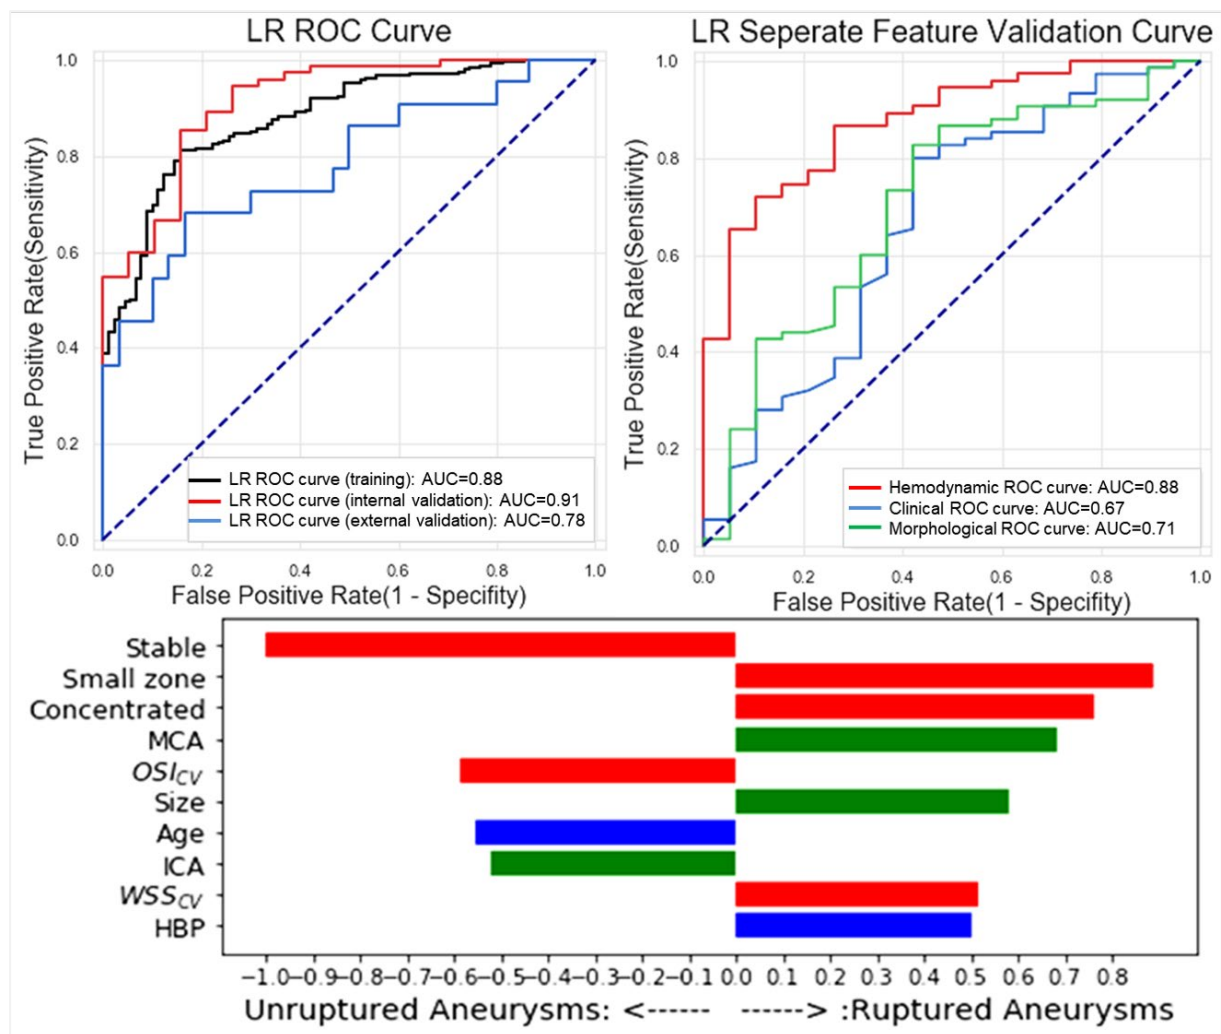 LR ROC Curve
True Positive Rate(Sensitivity)
1.0
0.8
0.6
0.4
0.2
0.0
LR ROC curve (training): AUC=0.88
LR ROC curve (internal validation): AUC=0.91
LR ROC curve (external validation): AUC=0.78
0.0 0.2 0.4 0.6 0.8 1.0
False Positive Rate(1 - Specifity)
LR Seperate Feature Validation Curve
True Positive Rate(Sensitivity)
1.0
0.8
0.6
0.4
0.2
0.0
Hemodynamic ROC curve: AUC=0.88
Clinical ROC curve: AUC=0.67
Morphological ROC curve: AUC=0.71
0.0 0.2 0.4 0.6 0.8 1.0
False Positive Rate(1 - Specifity)
Stable
Small zone
Concentrated
MCA
OSI_CV
Size
Age
ICA
WSS_CV
HBP
−1.0−0.9−0.8−0.7−0.6−0.5−0.4−0.3−0.2−0.1 0.0 0.1 0.2 0.3 0.4 0.5 0.6 0.7 0.8
Unruptured Aneurysms: <------ ------> :Ruptured Aneurysms